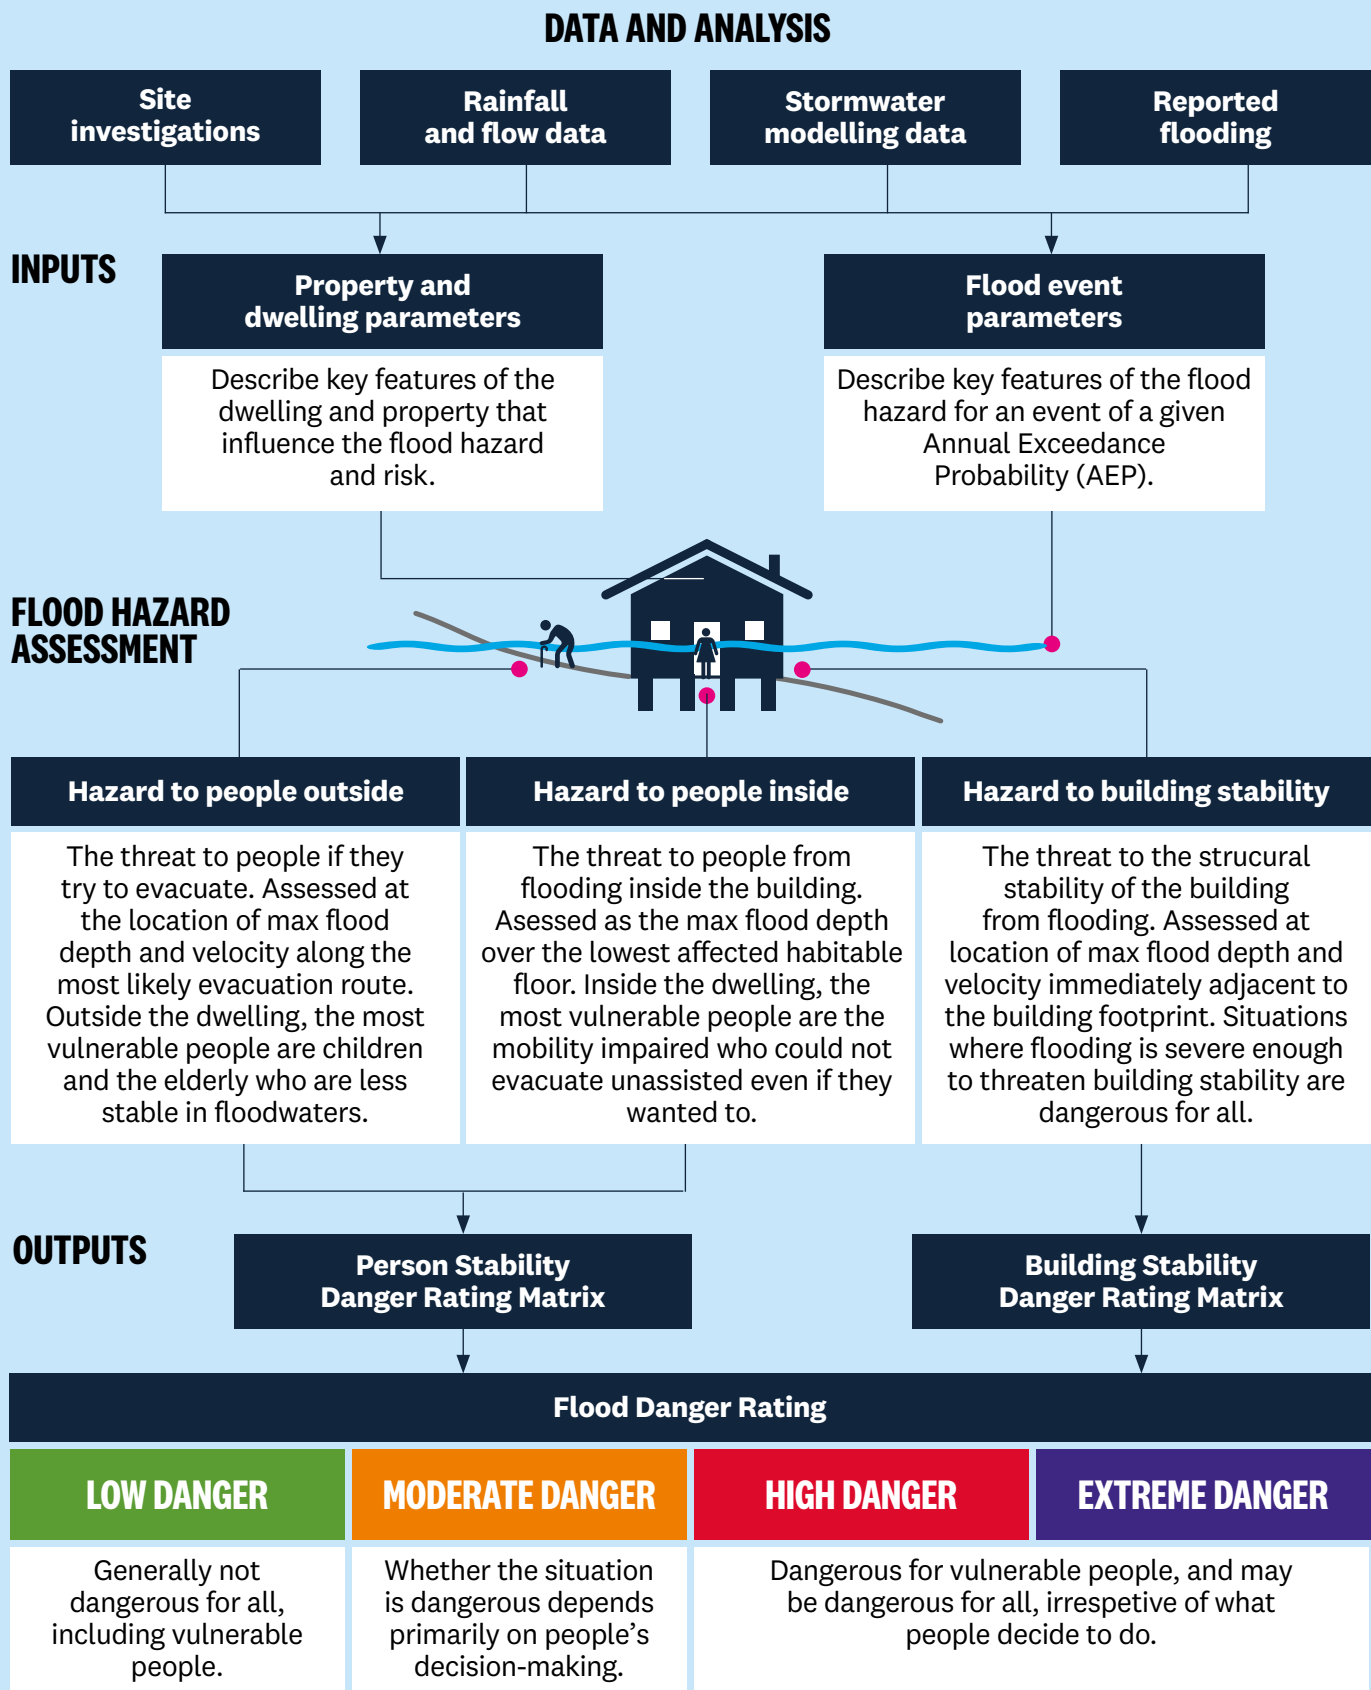 DATA AND ANALYSIS
Site
investigations
Rainfall
and flow data
Stormwater
modelling data
Reported
flooding
INPUTS
Property and
dwelling parameters
Describe key features of the
dwelling and property that
influence the flood hazard
and risk.
Flood event
parameters
Describe key features of the flood
hazard for an event of a given
Annual Exceedance
Probability (AEP).
FLOOD HAZARD
ASSESSMENT
Hazard to people outside
The threat to people if they
try to evacuate. Assessed at
the location of max flood
depth and velocity along the
most likely evacuation route.
Outside the dwelling, the most
vulnerable people are children
and the elderly who are less
stable in floodwaters.
Hazard to people inside
The threat to people from
flooding inside the building.
Asessed as the max flood depth
over the lowest affected habitable
floor. Inside the dwelling, the
most vulnerable people are the
mobility impaired who could not
evacuate unassisted even if they
wanted to.
Hazard to building stability
The threat to the strucural
stability of the building
from flooding. Assessed at
location of max flood depth and
velocity immediately adjacent to
the building footprint. Situations
where flooding is severe enough
to threaten building stability are
dangerous for all.
OUTPUTS
Person Stability
Danger Rating Matrix
Building Stability
Danger Rating Matrix
Flood Danger Rating
LOW DANGER
Generally not
dangerous for all,
including vulnerable
people.
MODERATE DANGER
Whether the situation
is dangerous depends
primarily on people's
decision-making.
HIGH DANGER
EXTREME DANGER
Dangerous for vulnerable people, and may
be dangerous for all, irrespetive of what
people decide to do.